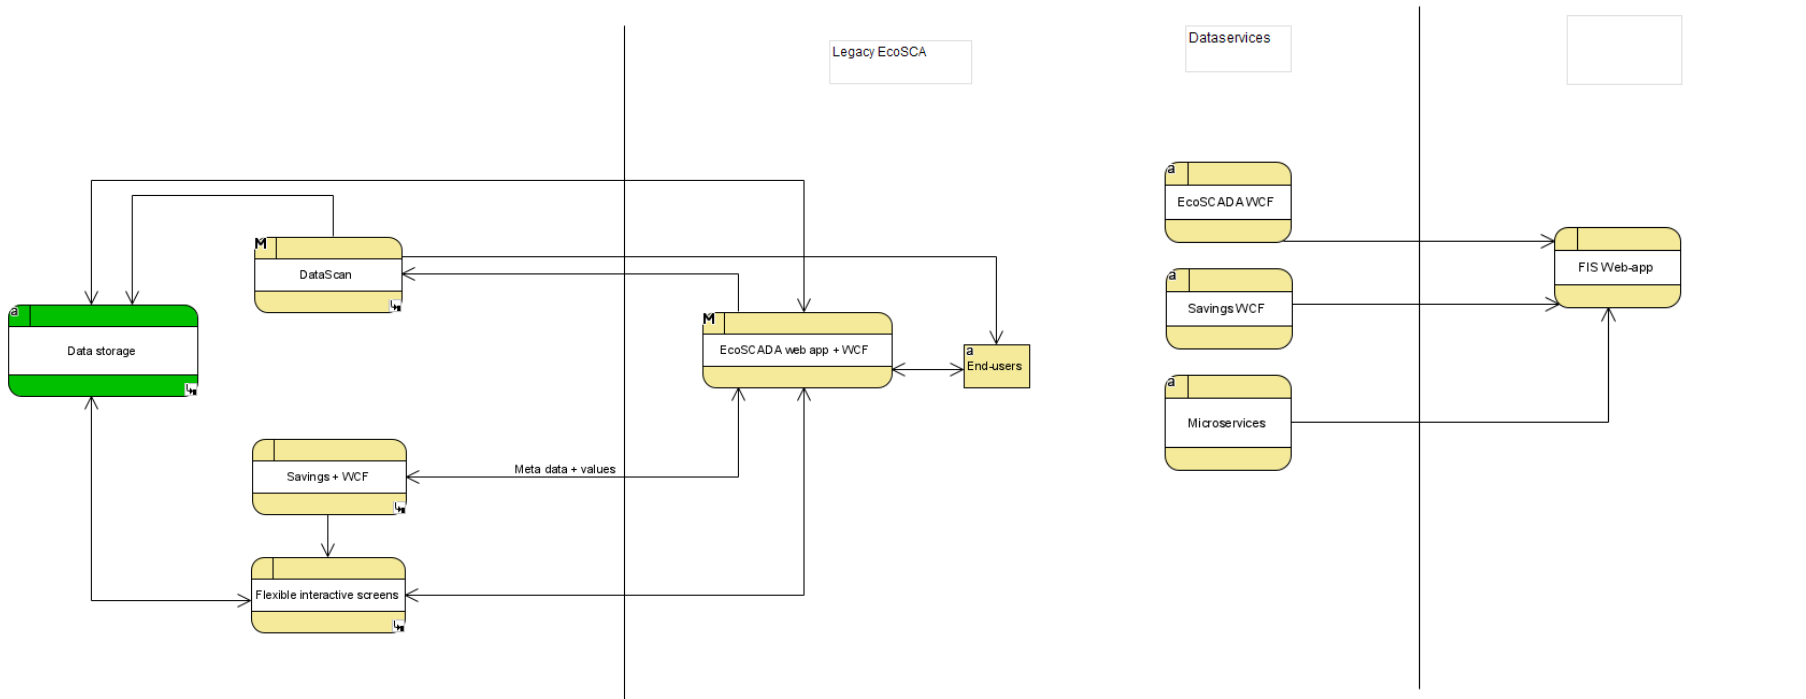 Legacy EcoSCA
Dataservices
a
EcoSCADA WCF
M
DataScan
a
Savings WCF
FIS Web-app
a
Data storage
M
EcoSCADA web app + WCF
a
End-users
a
Microservices
Meta data + values
Savings + WCF
Flexible interactive screens